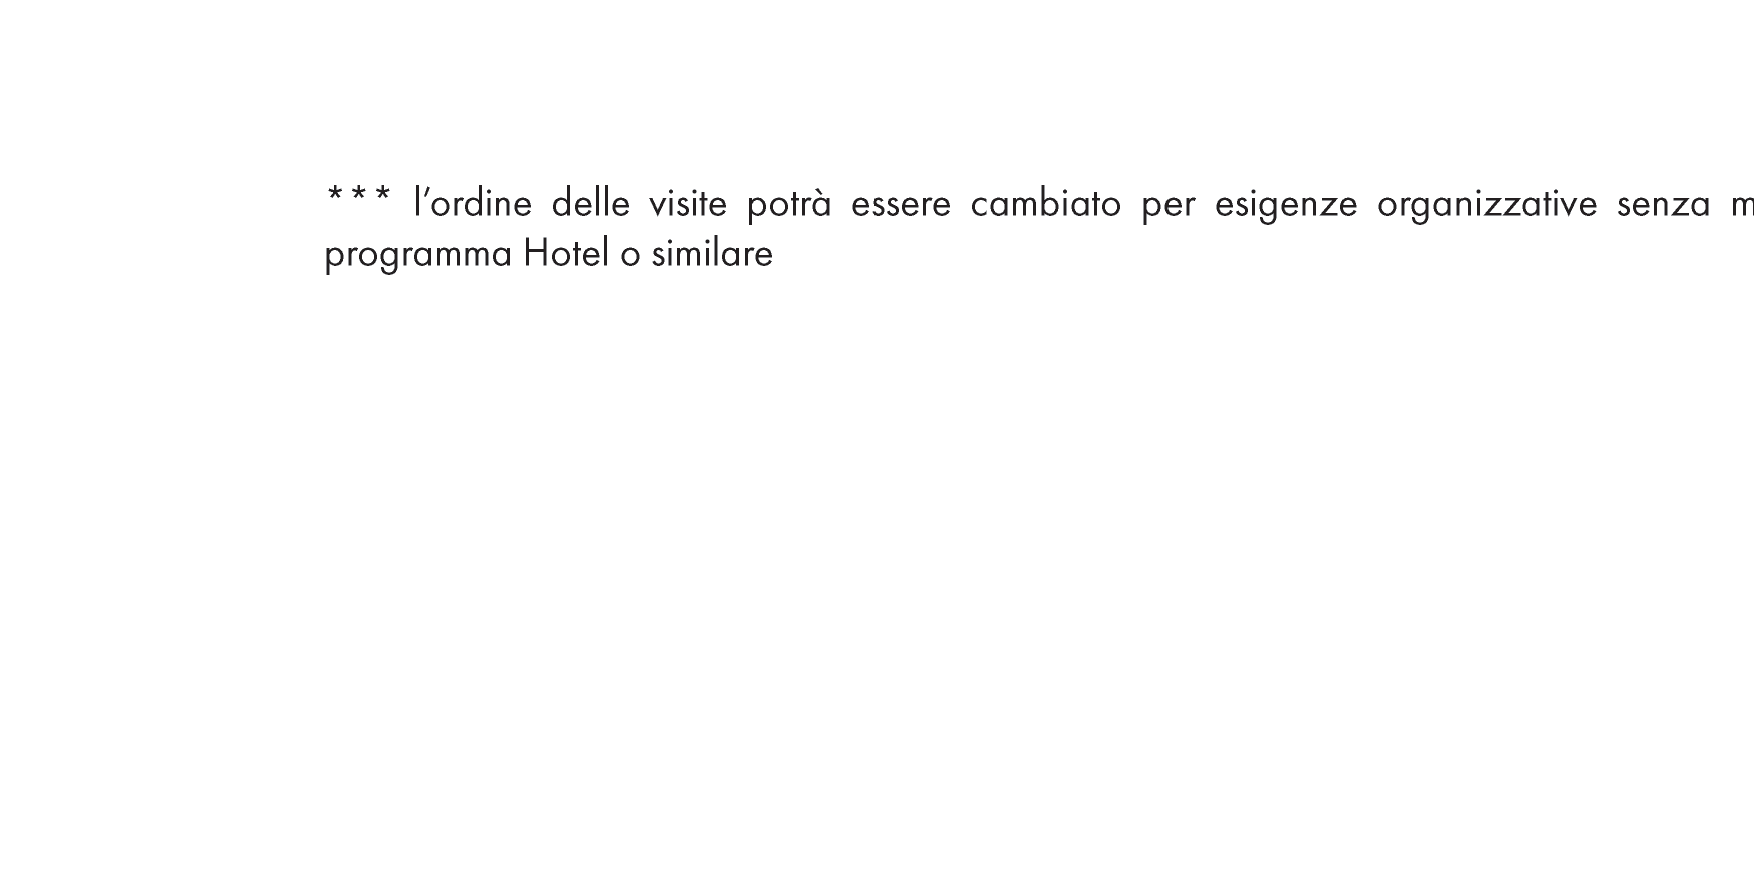 *** l’ordine delle visite potrà essere cambiato per esigenze organizzative senza
programma Hotel o similare